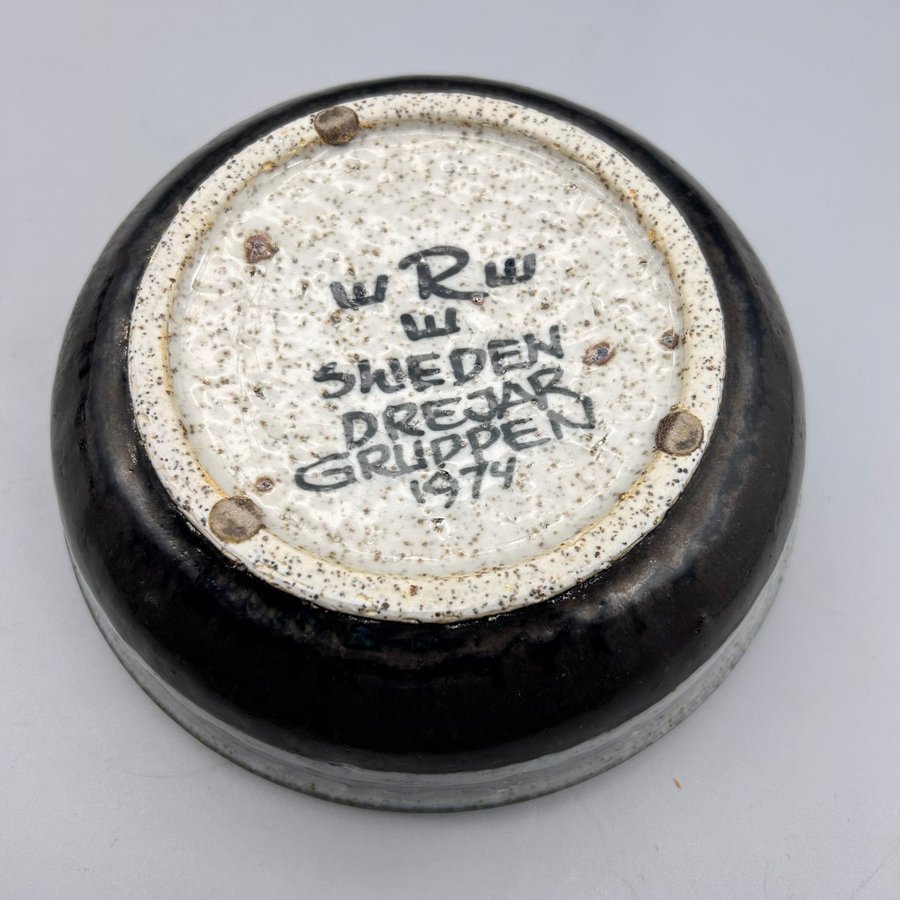 R
SWEDEN
DREJAR
GRUPPEN
1974